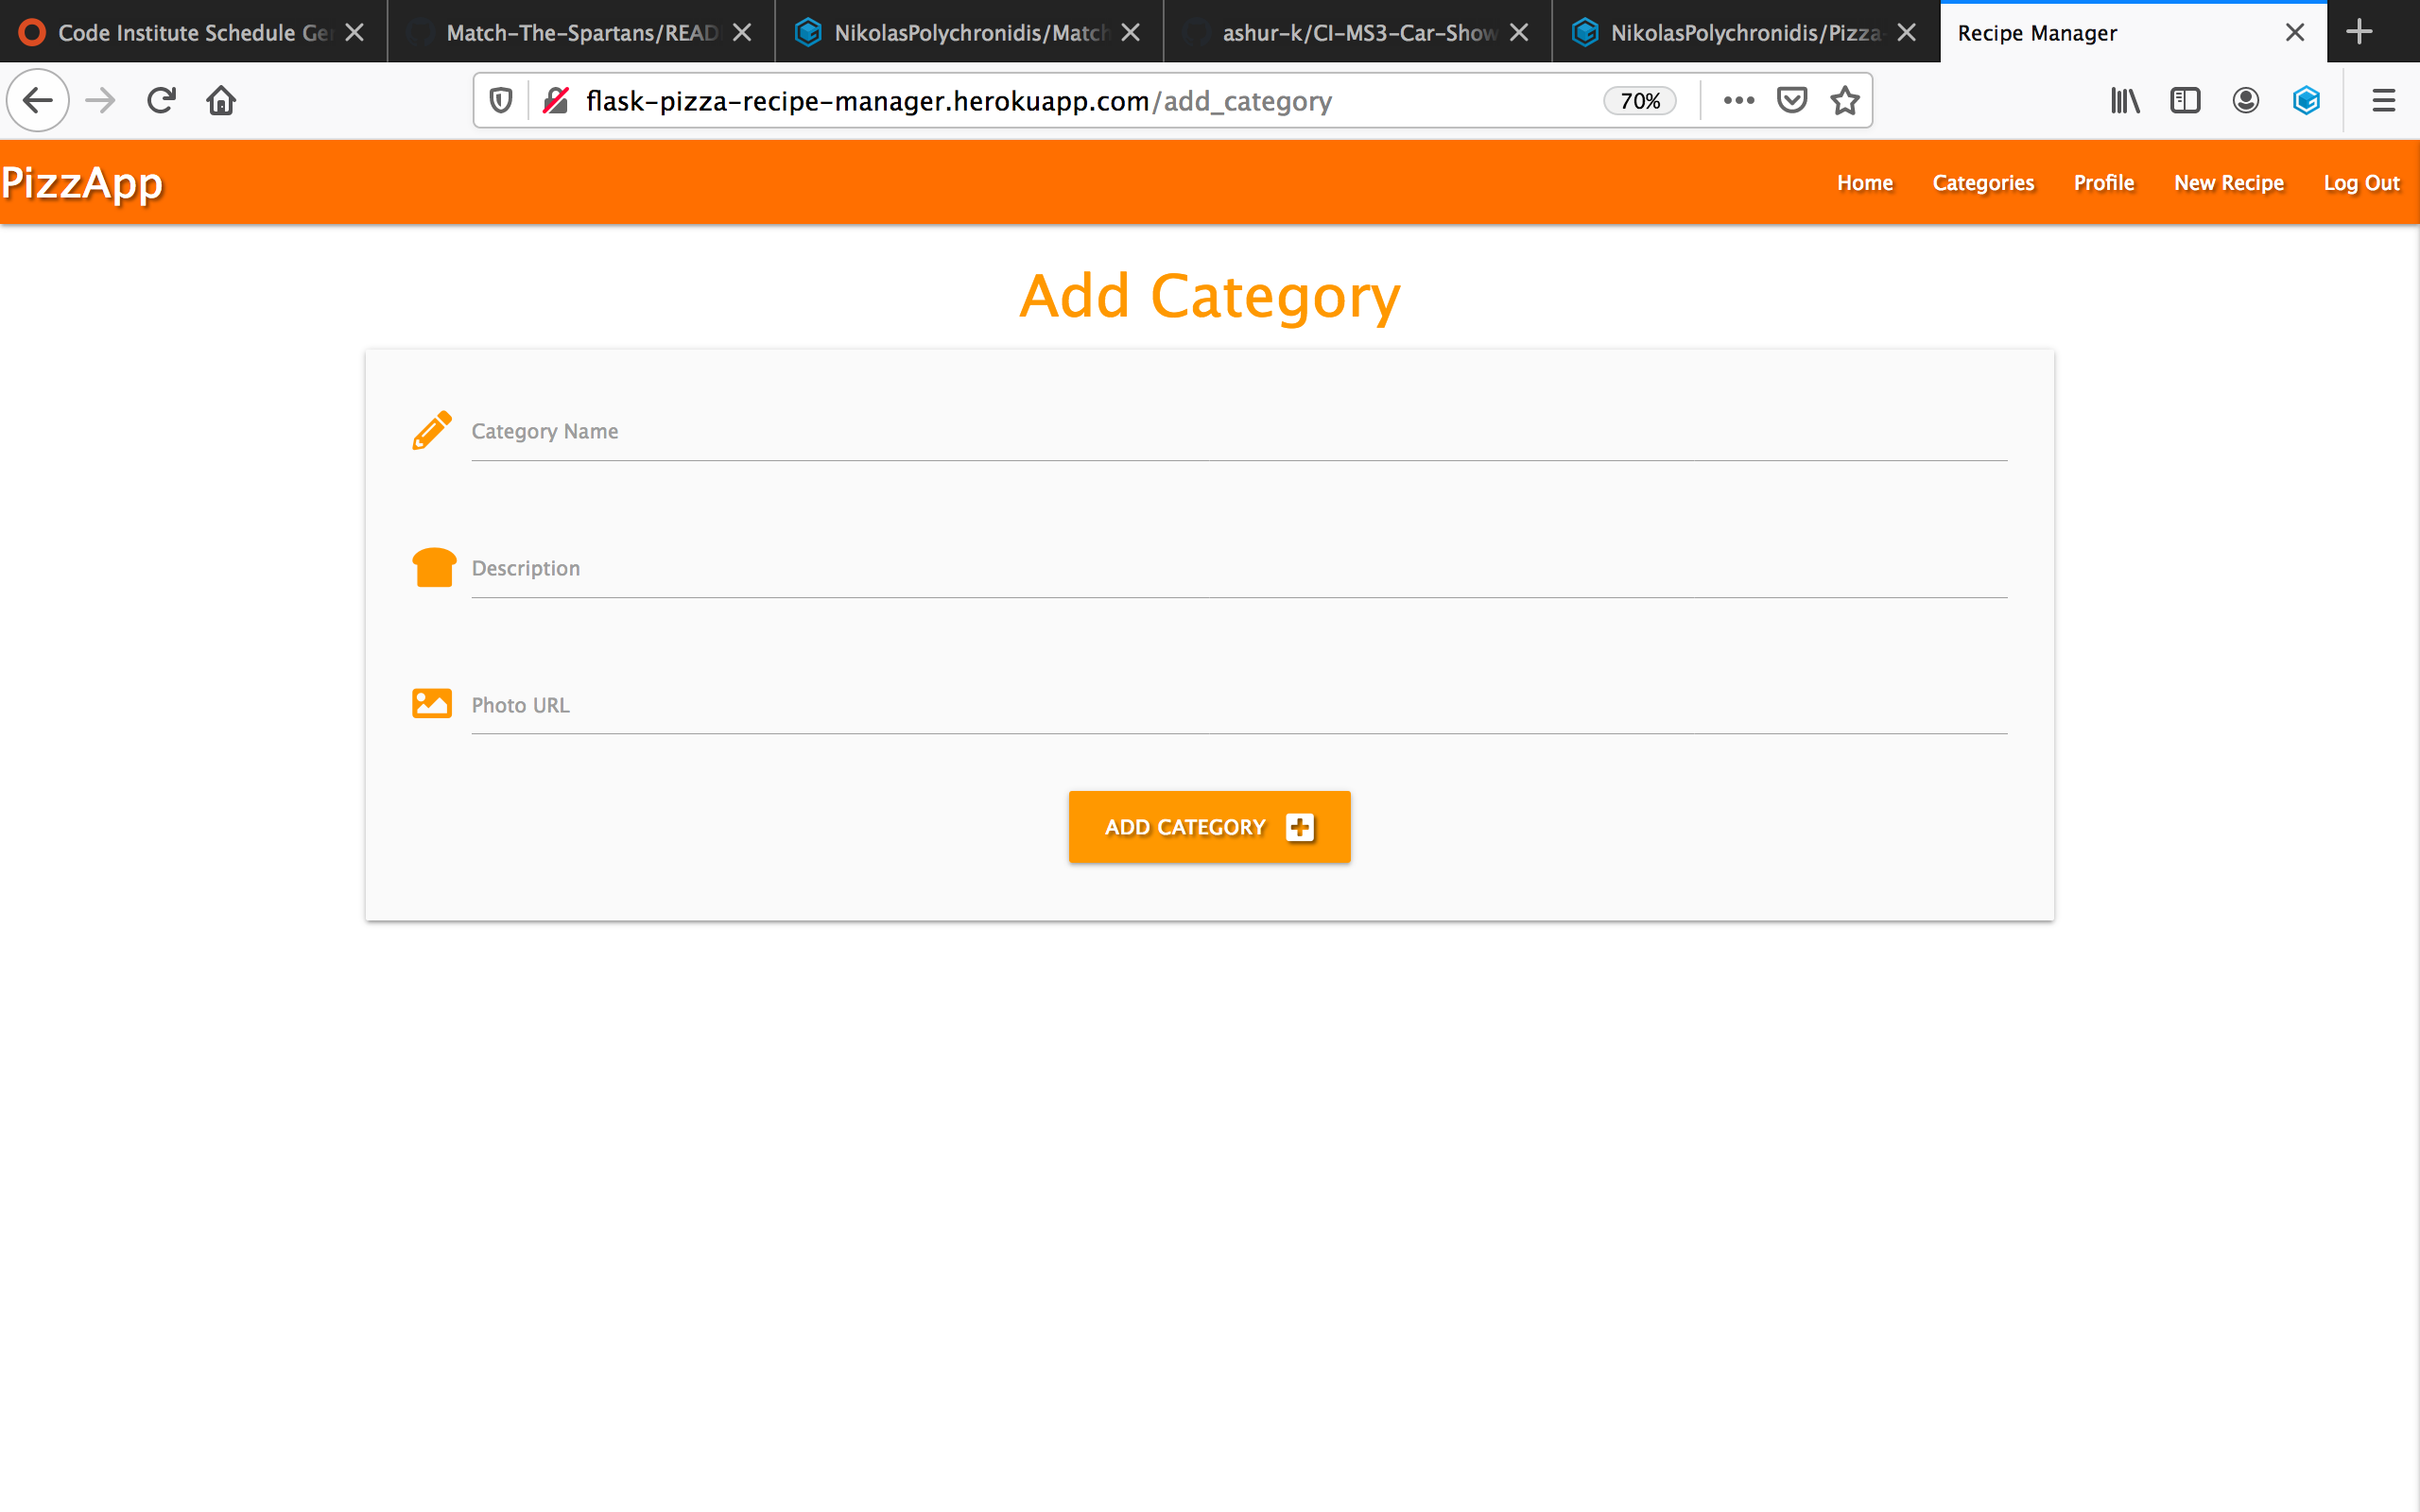 Code Institute Schedule Ge
Match-The-Spartans/READ
NikolasPolychronidis/Match
ashur-k/CI-MS3-Car-Show
NikolasPolychronidis/Pizza-
Recipe Manager
flask-pizza-recipe-manager.herokuapp.com/add_category
70%
PizzApp
Home
Categories
Profile
New Recipe
Log Out
Add Category
Category Name
Description
Photo URL
ADD CATEGORY